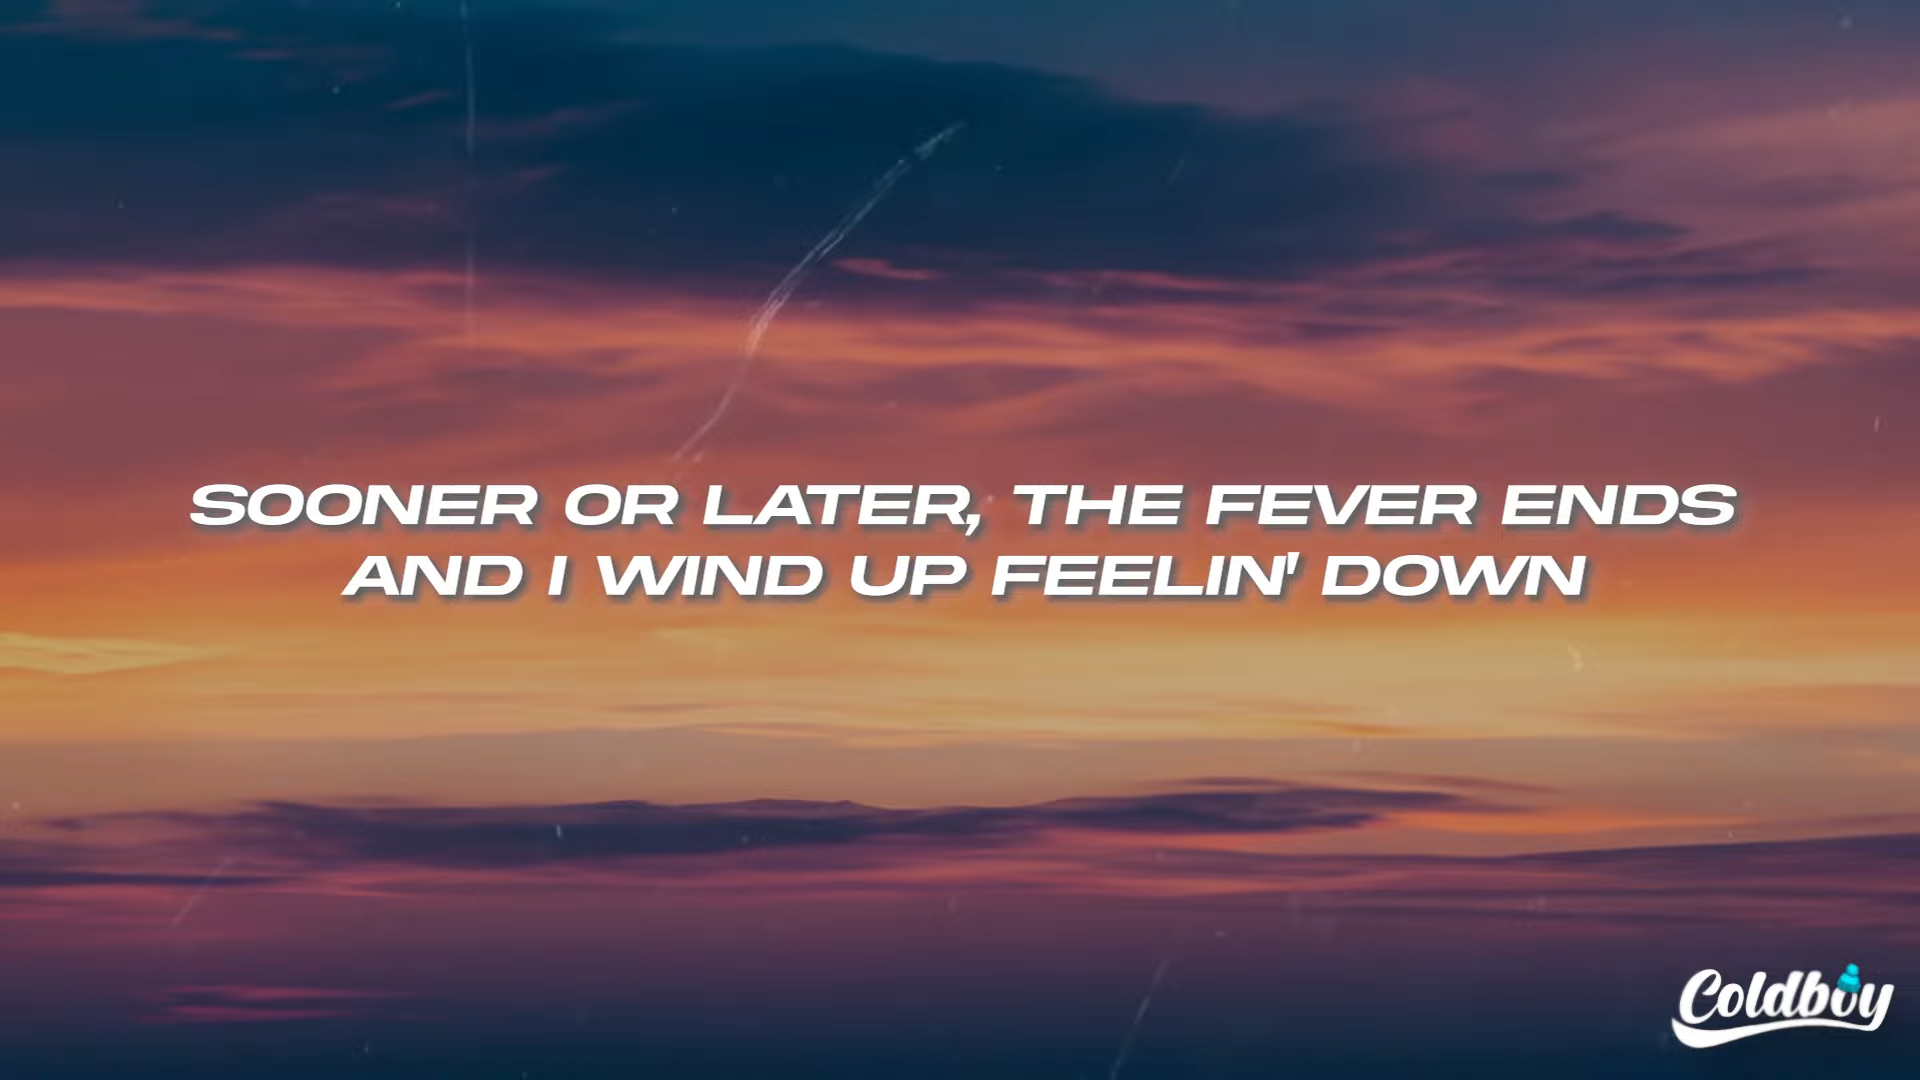 SOONER OR LATER, THE FEVER ENDS
AND I WIND UP FEELIN' DOWN
Coldboy